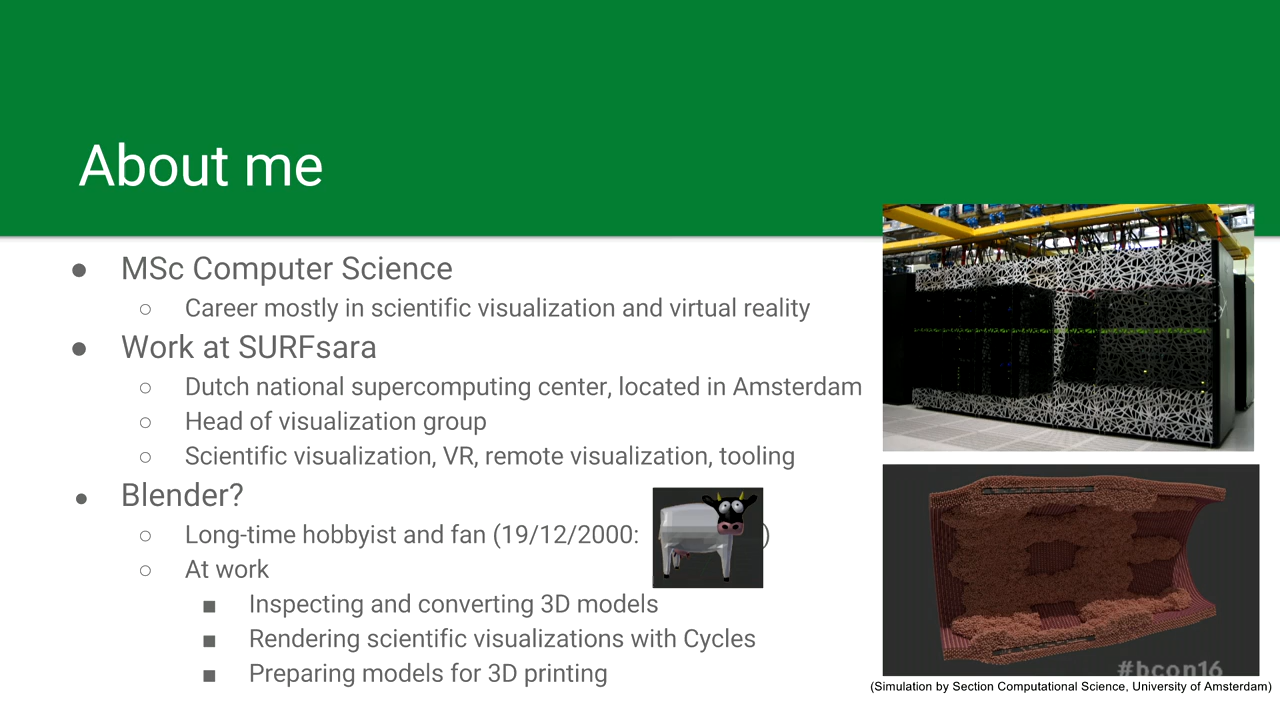 About me
● MSc Computer Science
○ Career mostly in scientific visualization and virtual reality
● Work at SURFsara
○ Dutch national supercomputing center, located in Amsterdam
○ Head of visualization group
○ Scientific visualization, VR, remote visualization, tooling
● Blender?
○ Long-time hobbyist and fan (19/12/2000: )
○ At work
■ Inspecting and converting 3D models
■ Rendering scientific visualizations with Cycles
■ Preparing models for 3D printing
#bcon16
(Simulation by Section Computational Science, University of Amsterdam)